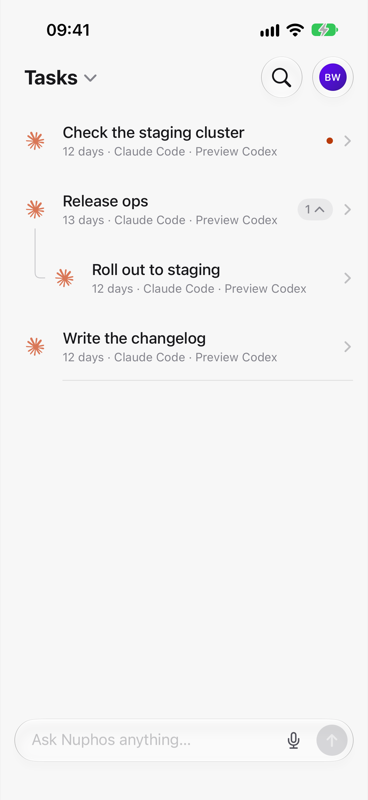 09:41
Tasks
BW
Check the staging cluster
12 days · Claude Code · Preview Codex
Release ops
13 days · Claude Code · Preview Codex
1
Roll out to staging
12 days · Claude Code · Preview Codex
Write the changelog
12 days · Claude Code · Preview Codex
Ask Nuphos anything...